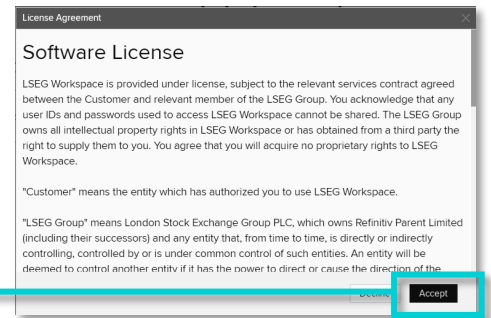 License Agreement
Software License
LSEG Workspace is provided under license, subject to the relevant services contract agreed
between the Customer and relevant member of the LSEG Group. You acknowledge that any
user IDs and passwords used to access LSEG Workspace cannot be shared. The LSEG Group
owns all intellectual property rights in LSEG Workspace or has obtained from a third party the
right to supply them to you. You agree that you will acquire no proprietary rights to LSEG
Workspace.
"Customer" means the entity which has authorized you to use LSEG Workspace.
"LSEG Group" means London Stock Exchange Group PLC, which owns Refinitiv Parent Limited
(including their successors) and any entity that, from time to time, is directly or indirectly
controlling, controlled by or is under common control of such entities. An entity will be
deemed to control another entity if it has the power to direct or cause the direction of the
Decline Accept